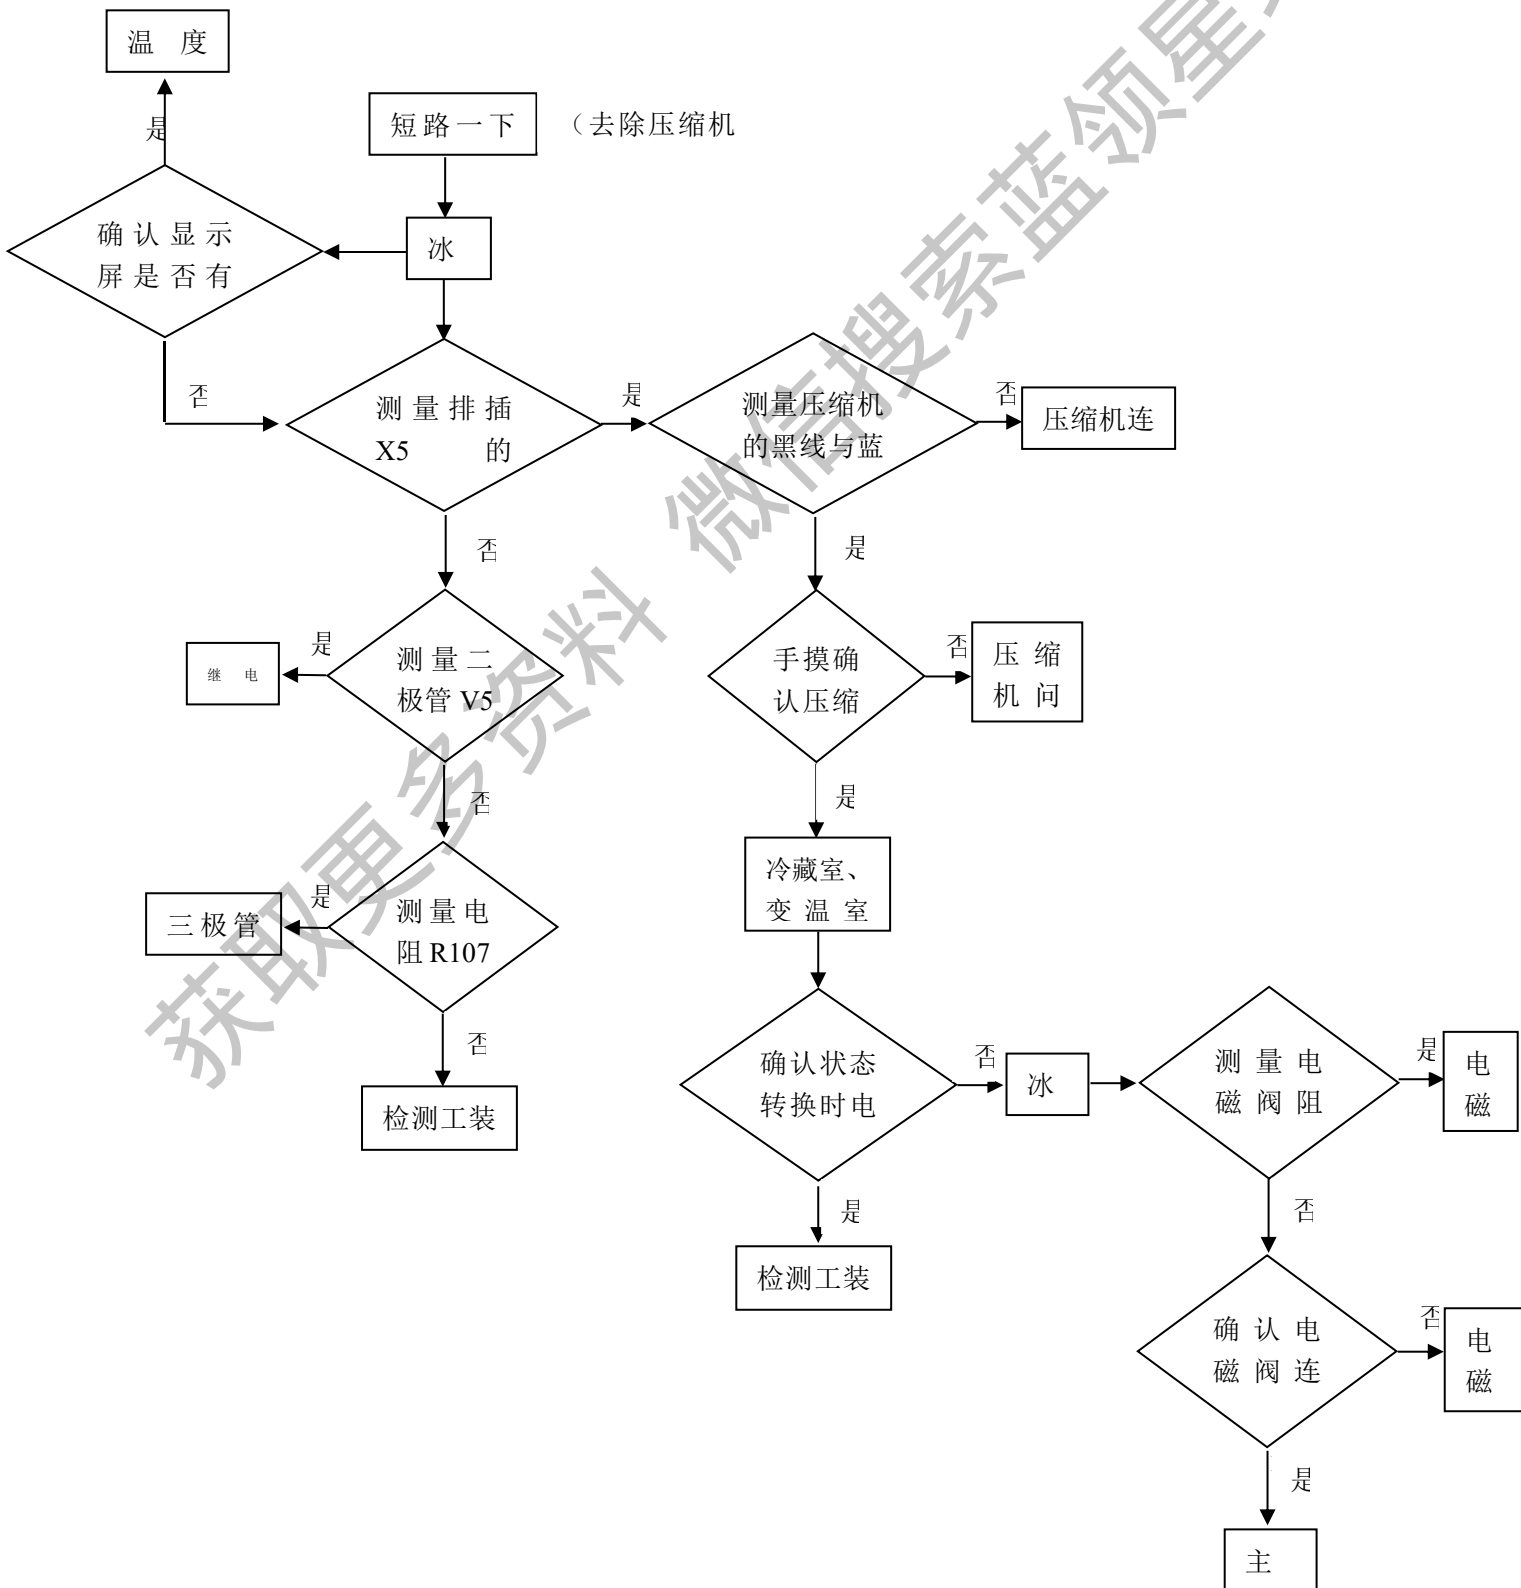 温 度
是
短路一下
（去除压缩机
确认显示
屏是否有
冰
否
测量排插
X5 的
是
测量压缩机
的黑线与蓝
否
压缩机连
否
是
继 电
是
测量二
极管 V5
手摸确
认压缩
否
压 缩
机 问
否
是
冷藏室、
变 温 室
三极管
是
测量电
阻 R107
否
检测工装
确认状态
转换时电
否
冰
测 量 电
磁 阀 阻
是
电
磁
是
检测工装
否
确 认 电
磁 阀 连
否
电
磁
是
主
获取更多资料 微信搜索蓝领星